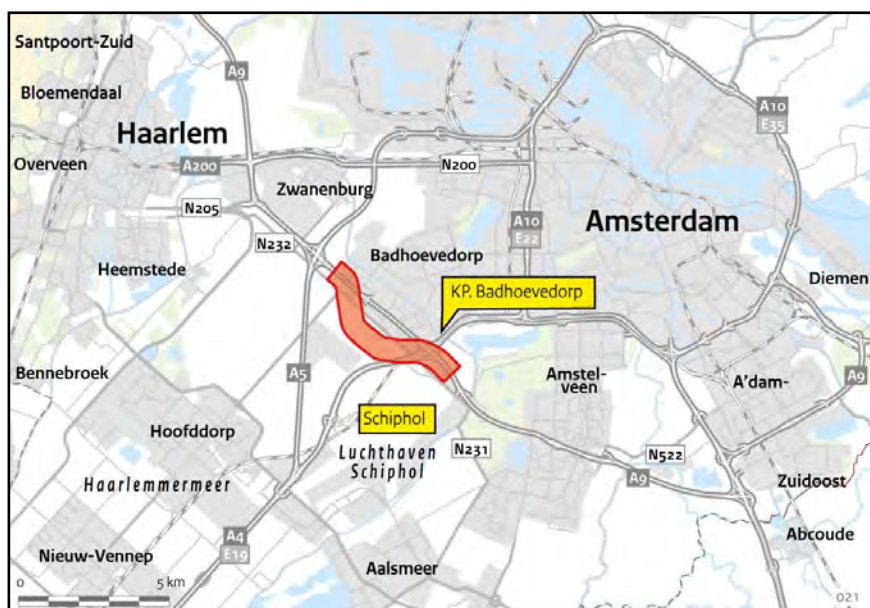 Santpoort-Zuid
A9
Bloemendaal
A10
E35
Haarlem
Overveen
A200
N200
Zwanenburg
N205
A10
E22
Amsterdam
N232
Badhoevedorp
Heemstede
Diemen
KP. Badhoevedorp
Bennebroek
A5
Amstel-
veen
A'dam-
A9
Schiphol
Hoofddorp
Luchthaven
Schiphol
N231
N522
Haarlemmermeer
A9
Zuidoost
A4
E19
Abcoude
Nieuw-Vennep
Aalsmeer
0
5 km
021